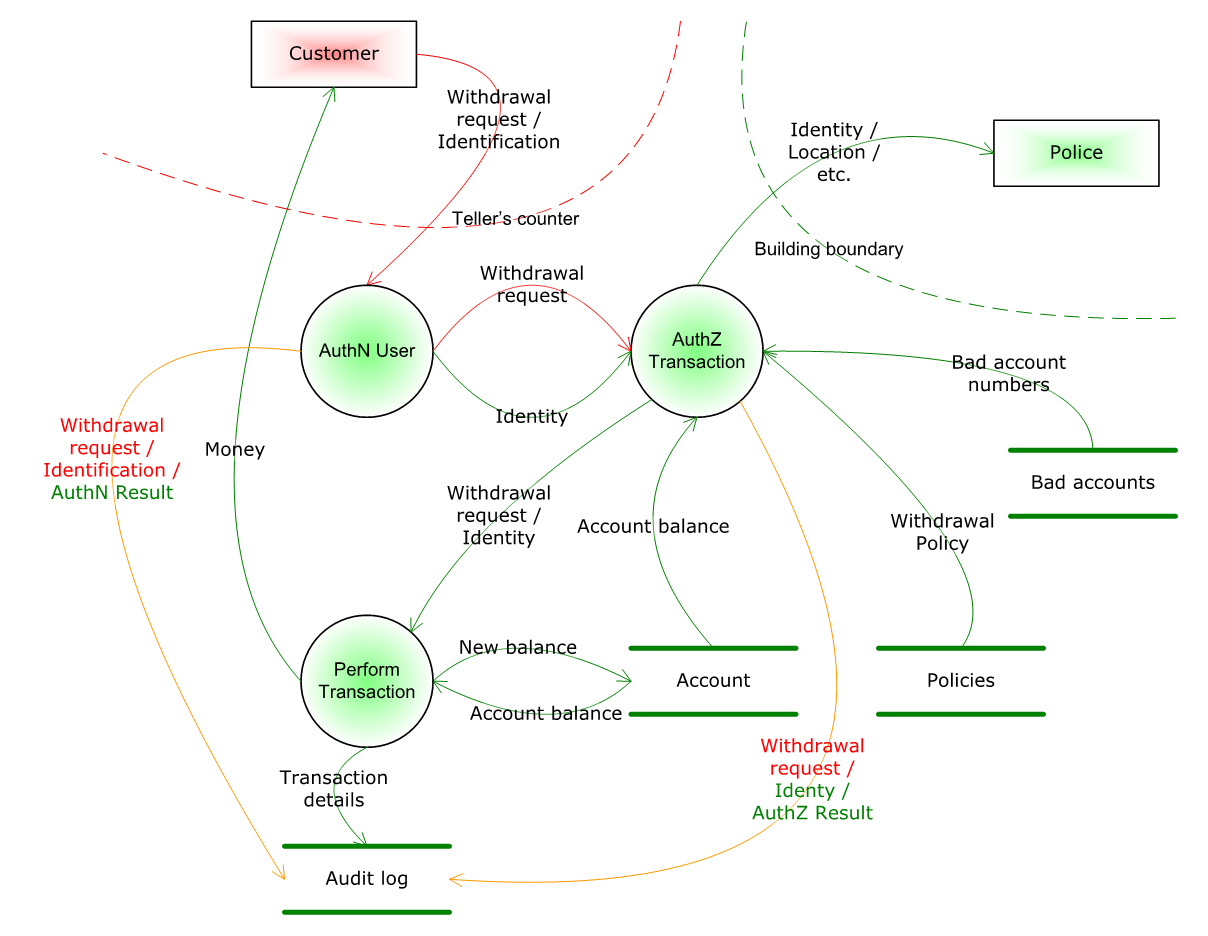 Customer
Withdrawal
request /
Identification
Identity /
Location /
etc.
Police
Teller's counter
Building boundary
Withdrawal
request
AuthN User
AuthZ
Transaction
Bad account
numbers
Identity
Withdrawal
request /
Identification /
AuthN Result
Money
Withdrawal
request /
Identity
Account balance
Withdrawal
Policy
Bad accounts
New balance
Perform
Transaction
Account
Policies
Account balance
Withdrawal
request /
Identy /
AuthZ Result
Transaction
details
Audit log